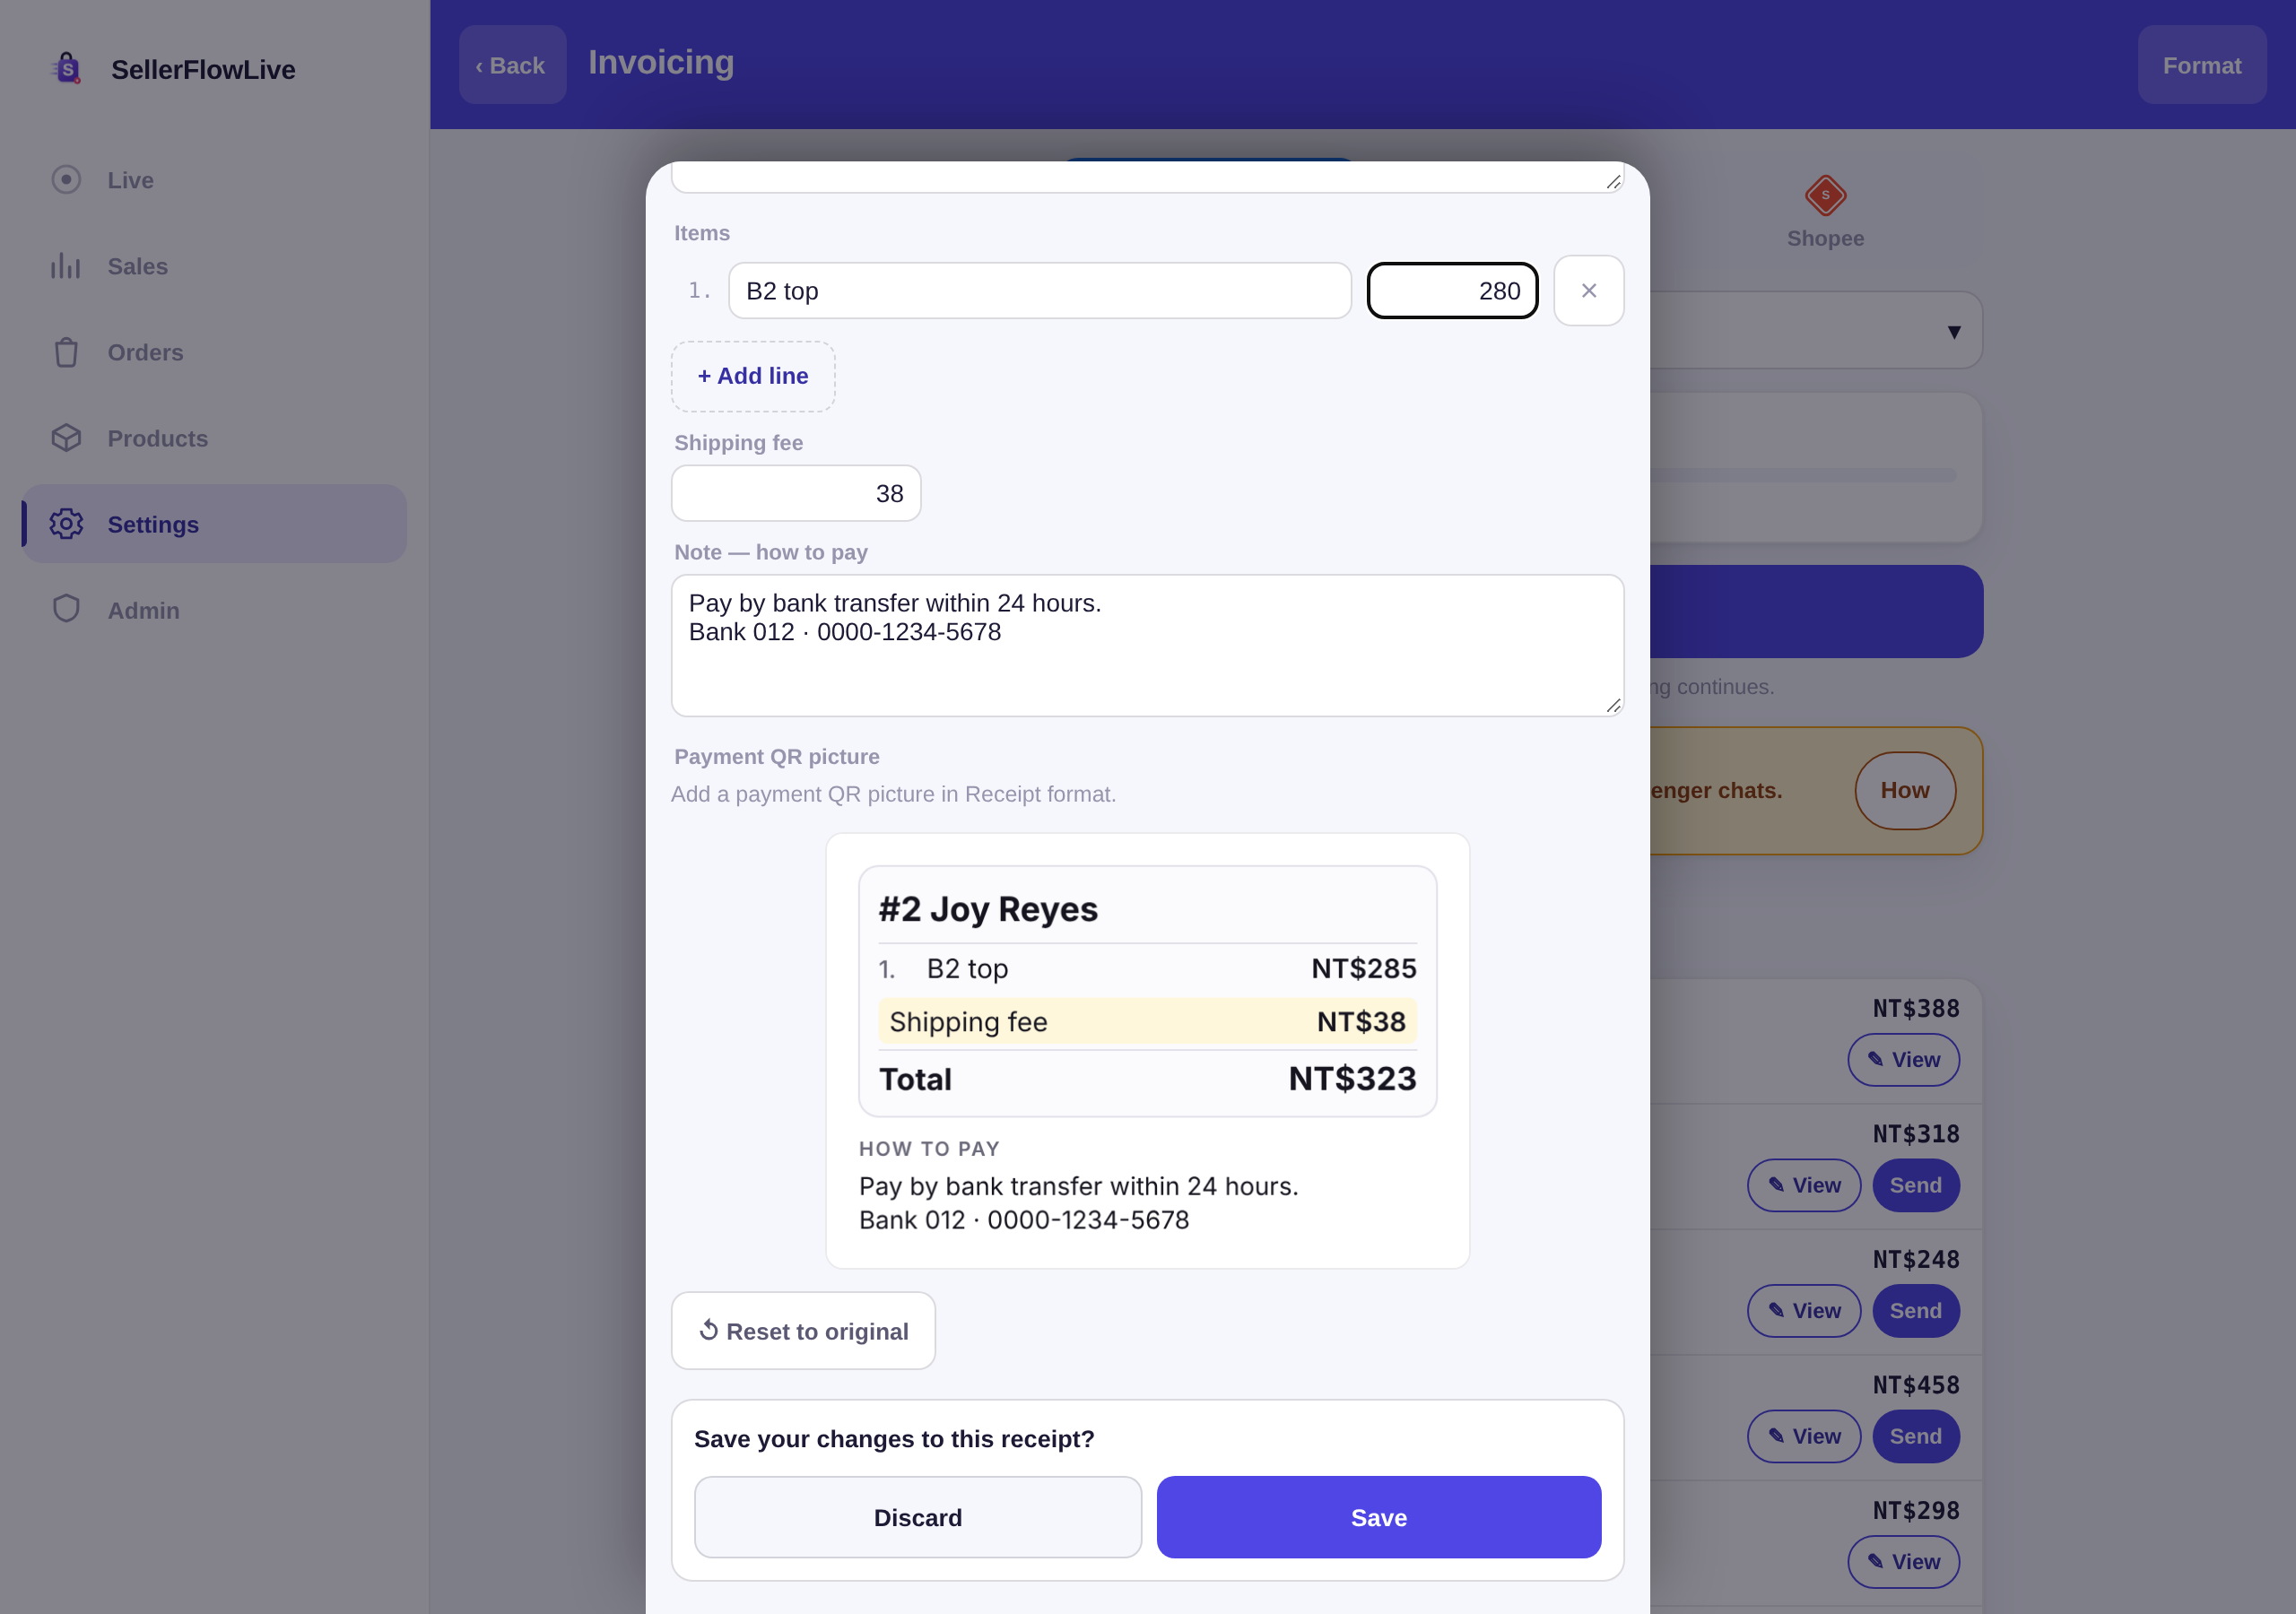 SellerFlowLive
Live
Sales
Orders
Products
Settings
Admin
‹ Back
Invoicing
Format
S
Shopee
▼
ng continues.
enger chats.
How
NT$388
✎ View
NT$318
✎ View
Send
NT$248
✎ View
Send
NT$458
✎ View
Send
NT$298
✎ View
Items
1.
B2 top
280
×
+ Add line
Shipping fee
38
Note — how to pay
Pay by bank transfer within 24 hours.
Bank 012 · 0000-1234-5678
Payment QR picture
Add a payment QR picture in Receipt format.
#2 Joy Reyes
1. B2 top NT$285
Shipping fee NT$38
Total NT$323
HOW TO PAY
Pay by bank transfer within 24 hours.
Bank 012 · 0000-1234-5678
Reset to original
Save your changes to this receipt?
Discard
Save